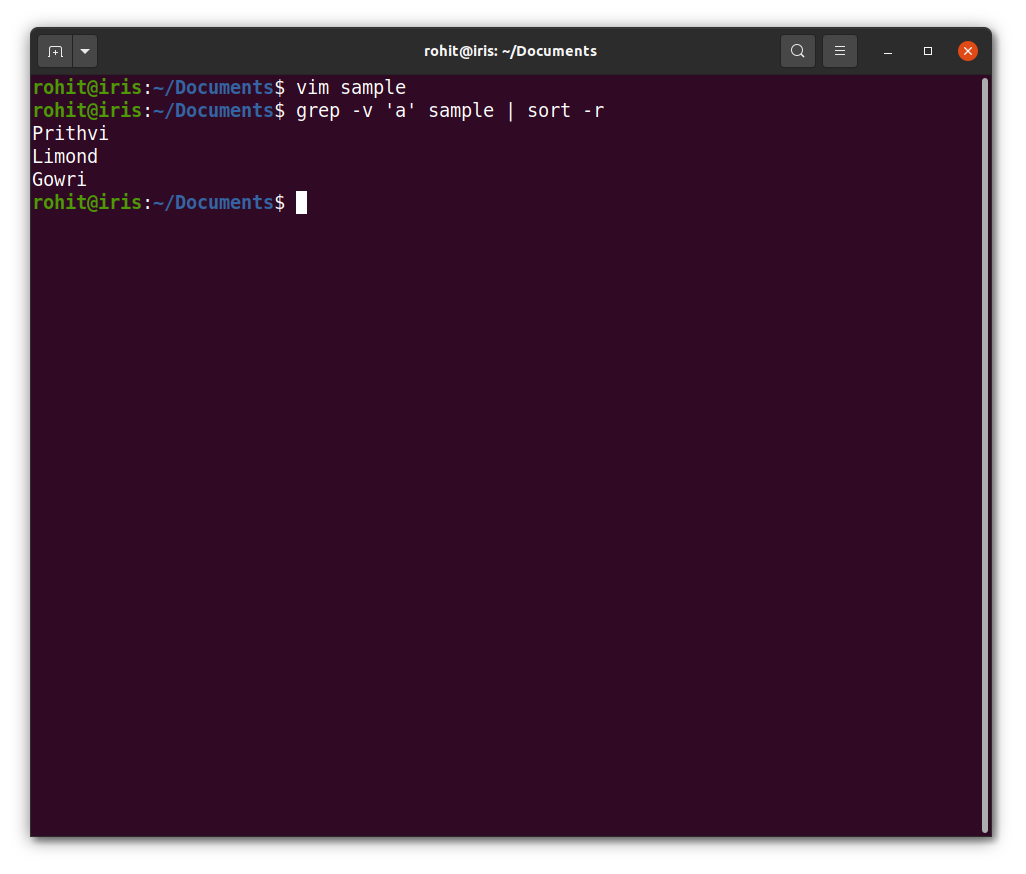 rohit@iris: ~/Documents
rohit@iris:~/Documents$ vim sample
rohit@iris:~/Documents$ grep -v 'a' sample | sort -r
Prithvi
Limond
Gowri
rohit@iris:~/Documents$